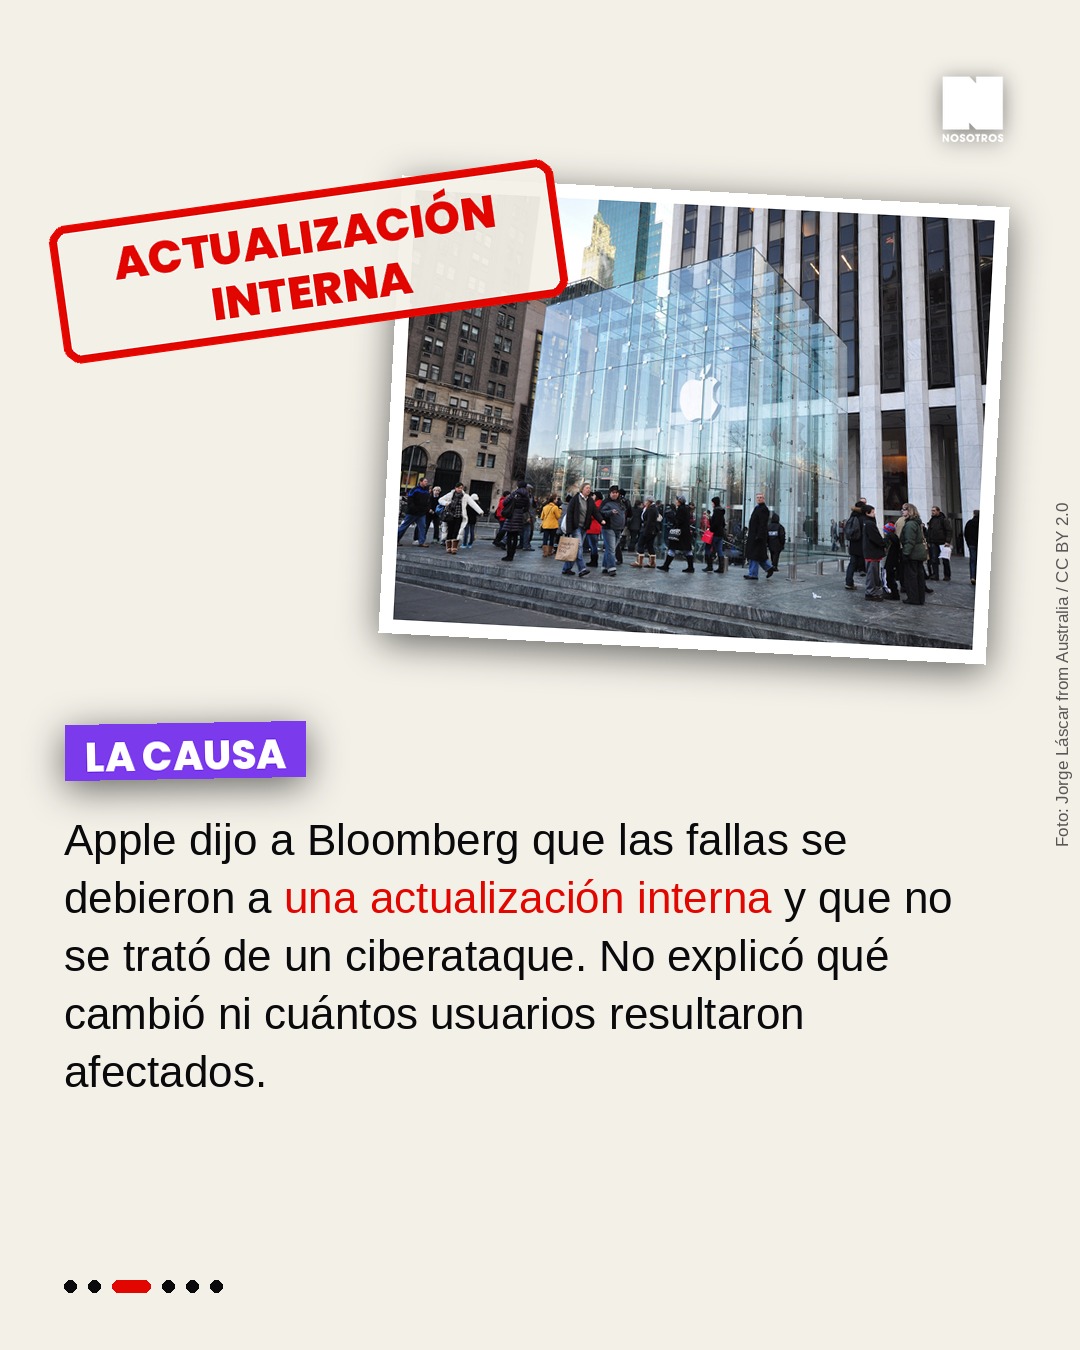 NOSOTROS
ACTUALIZACIÓN
INTERNA
Foto: Jorge Láscar from Australia / CC BY 2.0
LA CAUSA
Apple dijo a Bloomberg que las fallas se
debieron a una actualización interna y que no
se trató de un ciberataque. No explicó qué
cambió ni cuántos usuarios resultaron
afectados.